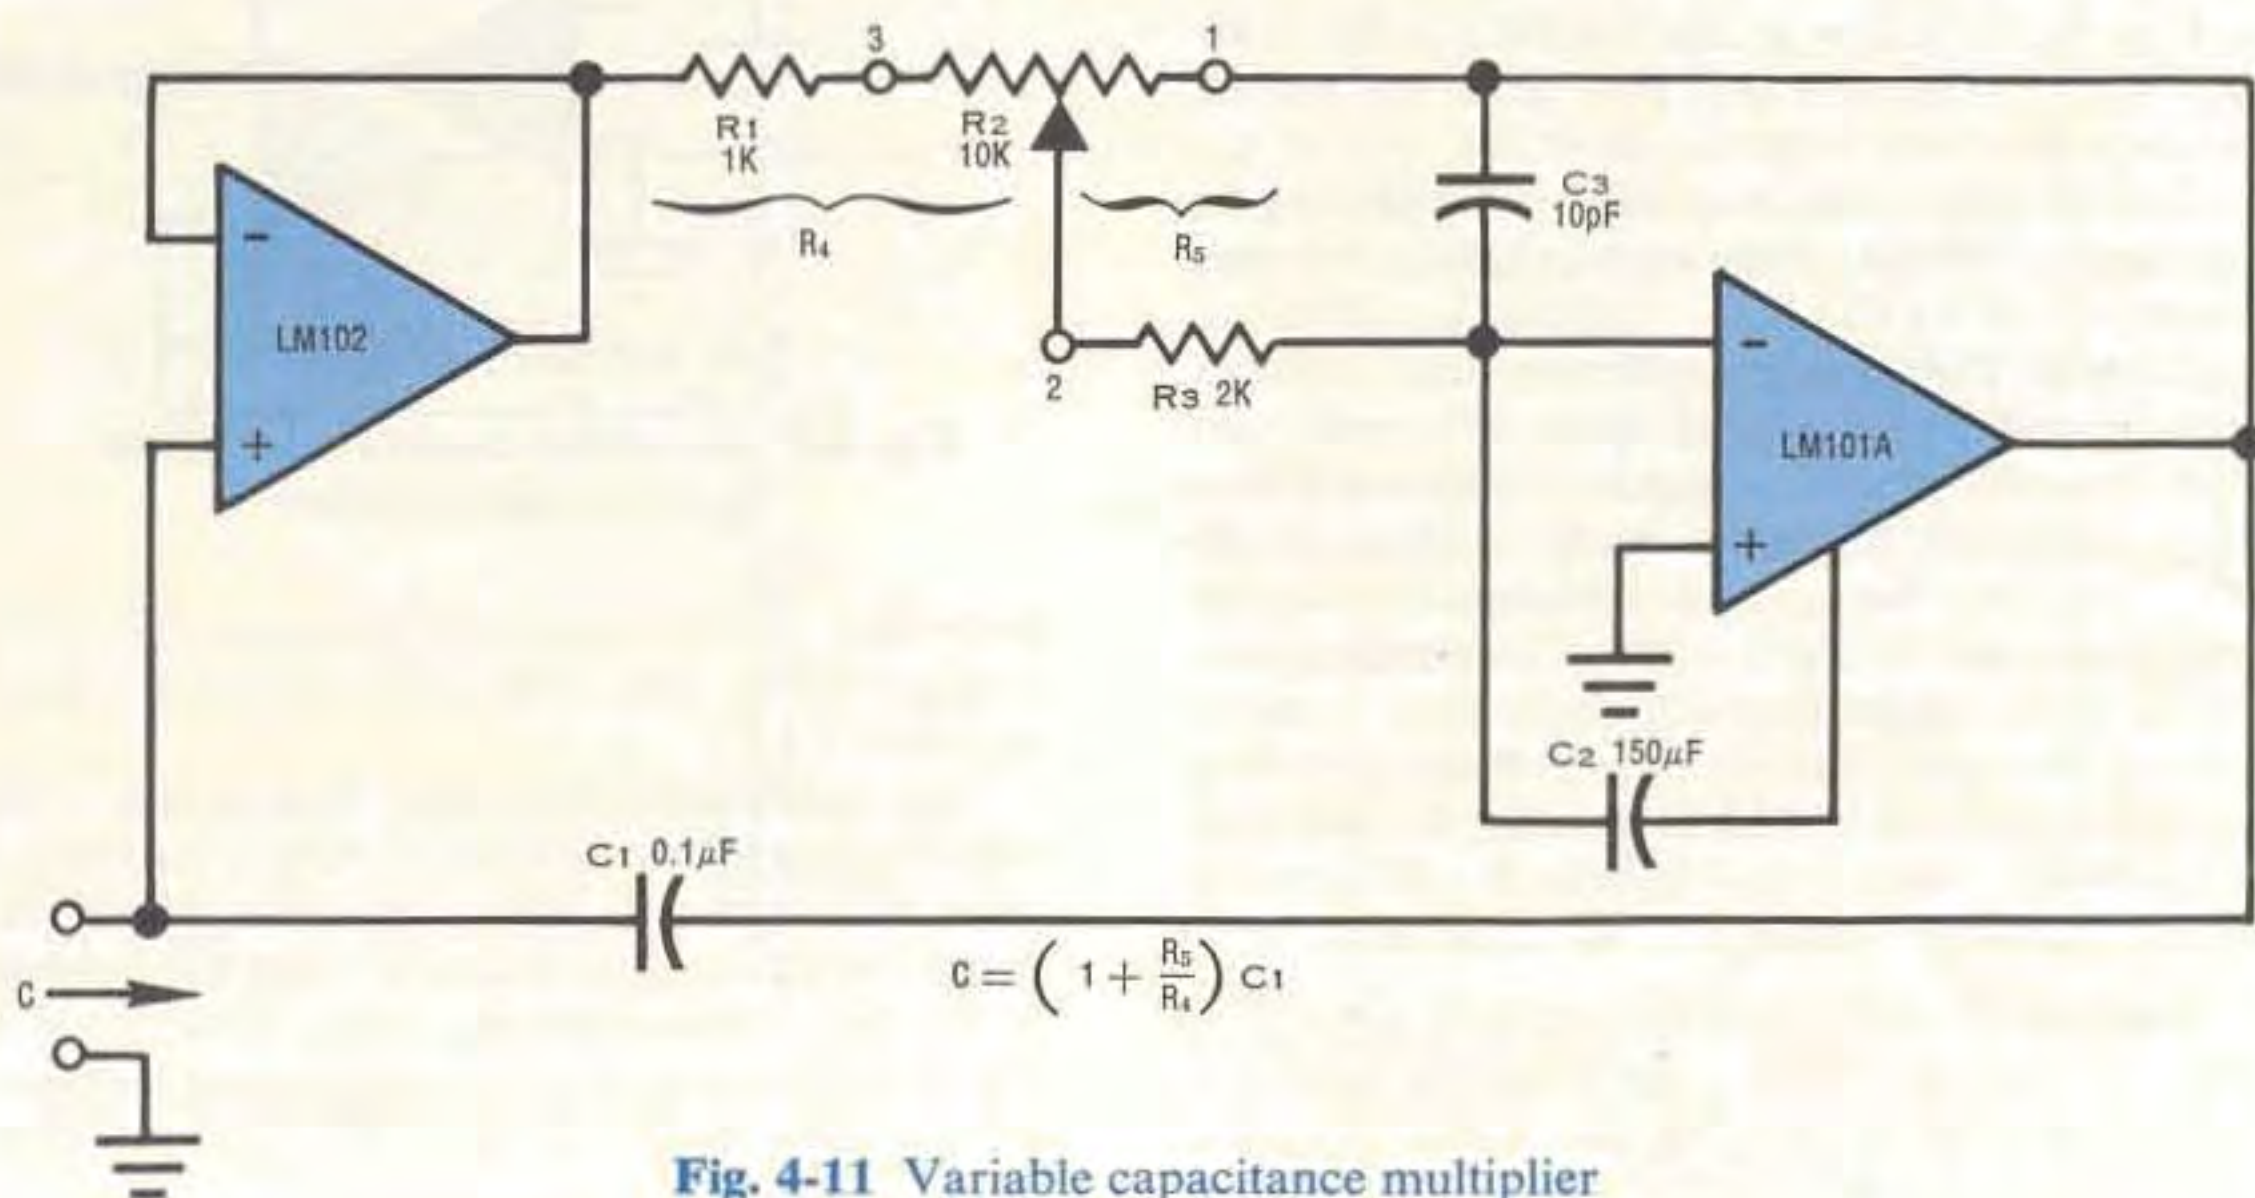 3
1
R1
1K
R2
10K
C3
10pF
R4
R5
−
LM102
+
2
R3 2K
−
LM101A
+
C2 150μF
C1 0.1μF
C = ( 1 + R5/R4 ) C1
C
Fig. 4-11 Variable capacitance multiplier